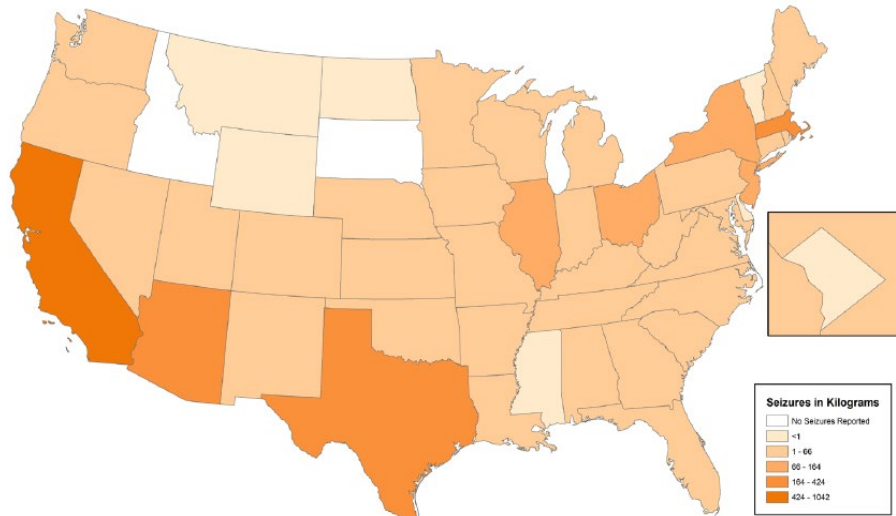 Seizures in Kilograms
No Seizures Reported
<1
1 - 66
66 - 164
164 - 424
424 - 1042